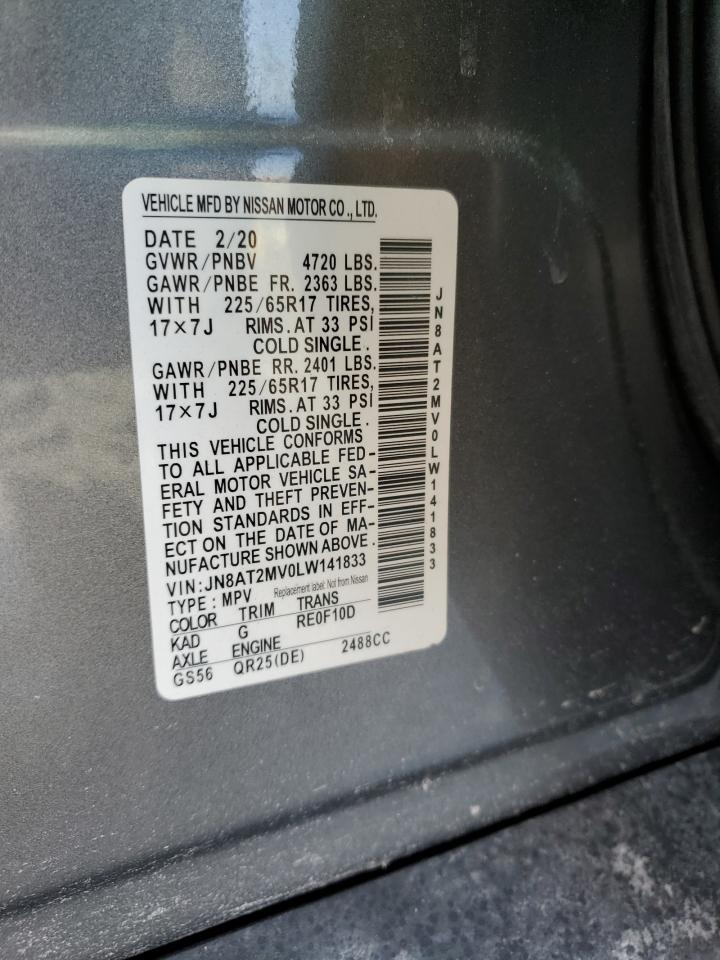 VEHICLE MFD BY NISSAN MOTOR CO ., LTD.
DATE 2/20
GVWR/PNBV 4720 LBS.
GAWR/PNBE FR. 2363 LBS.
WITH 225/65R17 TIRES,
17×7J RIMS.AT 33 PSI
COLD SINGLE .
GAWR/PNBE RR. 2401 LBS.
WITH 225/65R17 TIRES,
17×7J RIMS.AT 33 PSI
COLD SINGLE .
THIS VEHICLE CONFORMS
TO ALL APPLICABLE FED-
ERAL MOTOR VEHICLE SA-
FETY AND THEFT PREVEN-
TION STANDARDS IN EFF-
ECT ON THE DATE OF MA-
NUFACTURE SHOWN ABOVE .
VIN:JN8AT2MV0LW141833
TYPE : MPV Replacement label: Not from Nissan
COLOR TRIM TRANS
KAD G RE0F10D
AXLE ENGINE
GS56 QR25(DE) 2488CC
JN8AT2MV0LW141833